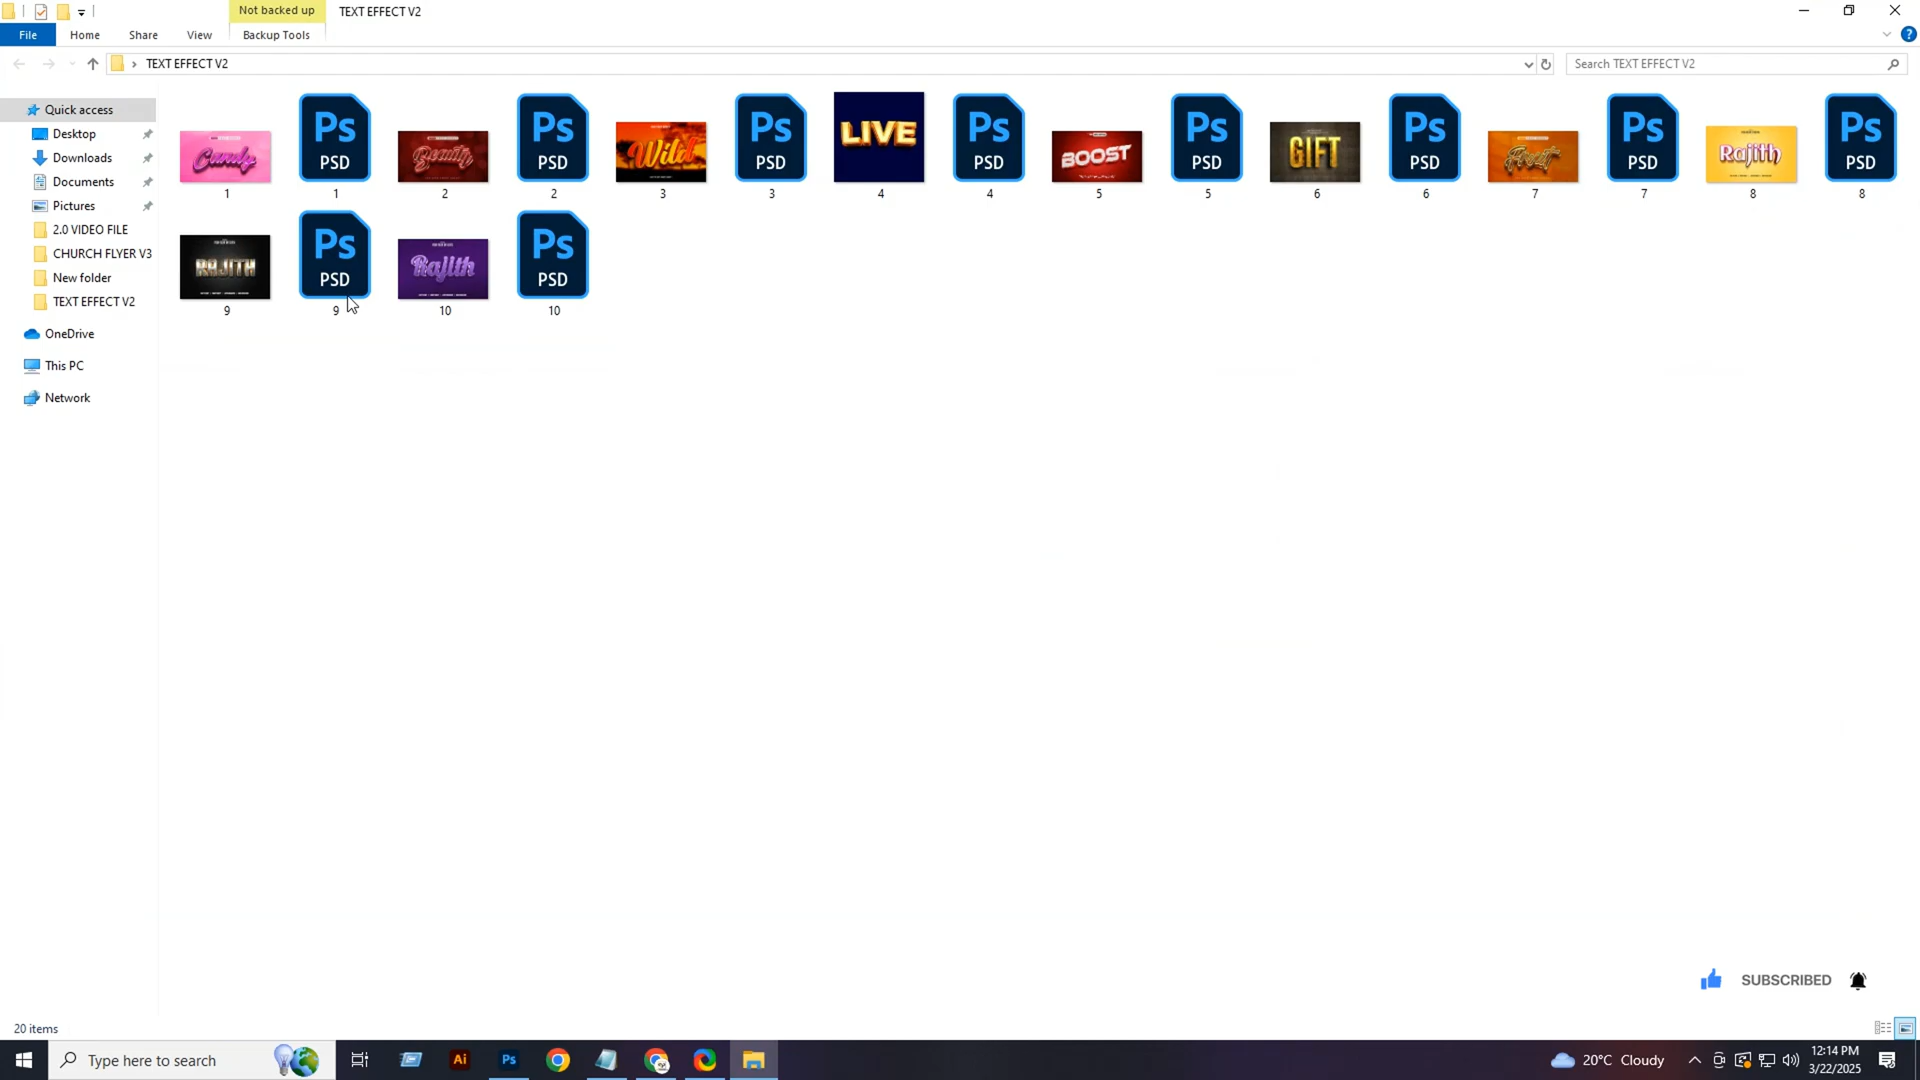 Not backed up
TEXT EFFECT V2
File
Home
Share
View
Backup Tools
TEXT EFFECT V2
Search TEXT EFFECT V2
Quick access
Desktop
Downloads
Documents
Pictures
2.0 VIDEO FILE
CHURCH FLYER V3
New folder
TEXT EFFECT V2
OneDrive
This PC
Network
Candy
Ps PSD
Beauty
Ps PSD
Wild
Ps PSD
LIVE
Ps PSD
BOOST
Ps PSD
GIFT
Ps PSD
Fruit
Ps PSD
Rajith
Ps PSD
1 1 2 2 3 3 4 4 5 5 6 6 7 7 8 8
RAJITH
Ps PSD
Rajith
Ps PSD
9 9 10 10
SUBSCRIBED
20 items
Type here to search
Ai
Ps
20°C Cloudy
12:14 PM
3/22/2025